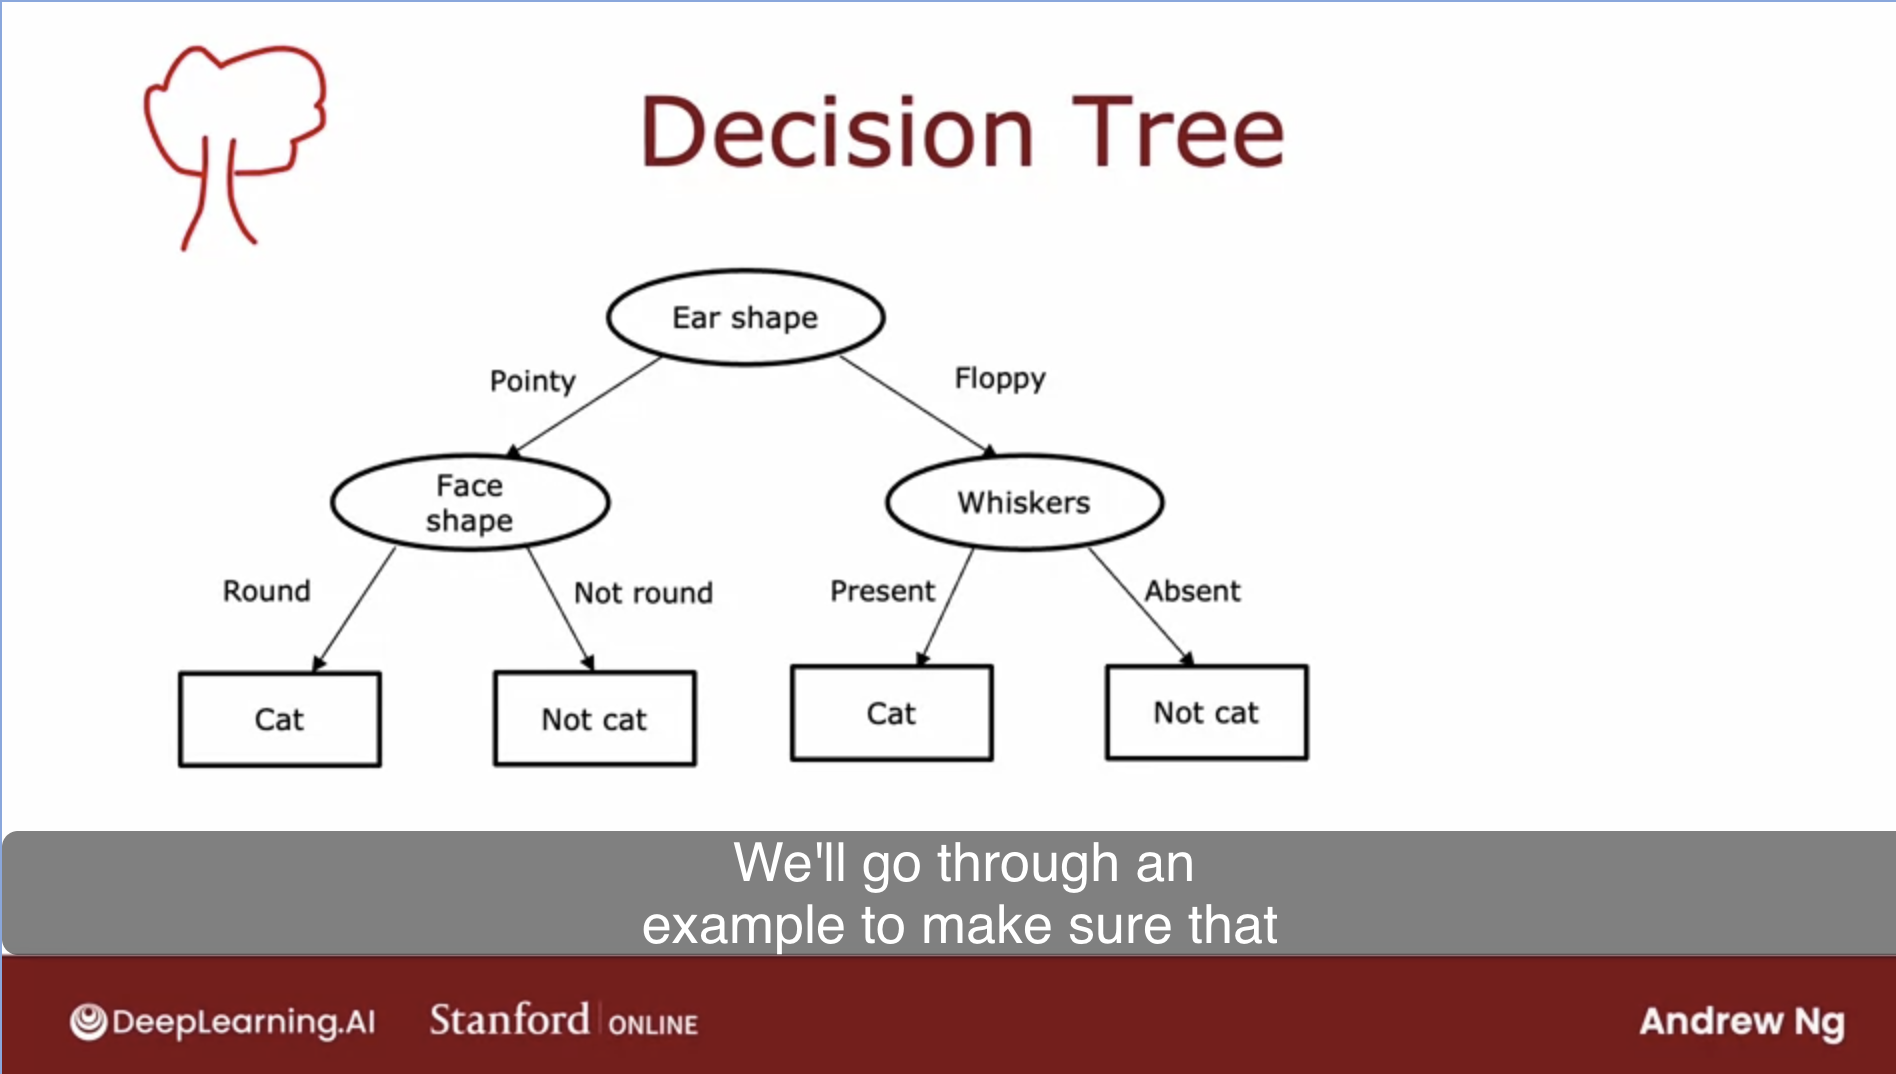 Decision Tree
Ear shape
Pointy
Floppy
Face
shape
Whiskers
Round
Not round
Present
Absent
Cat
Not cat
Cat
Not cat
We'll go through an
example to make sure that
DeepLearning.AI
Stanford ONLINE
Andrew Ng